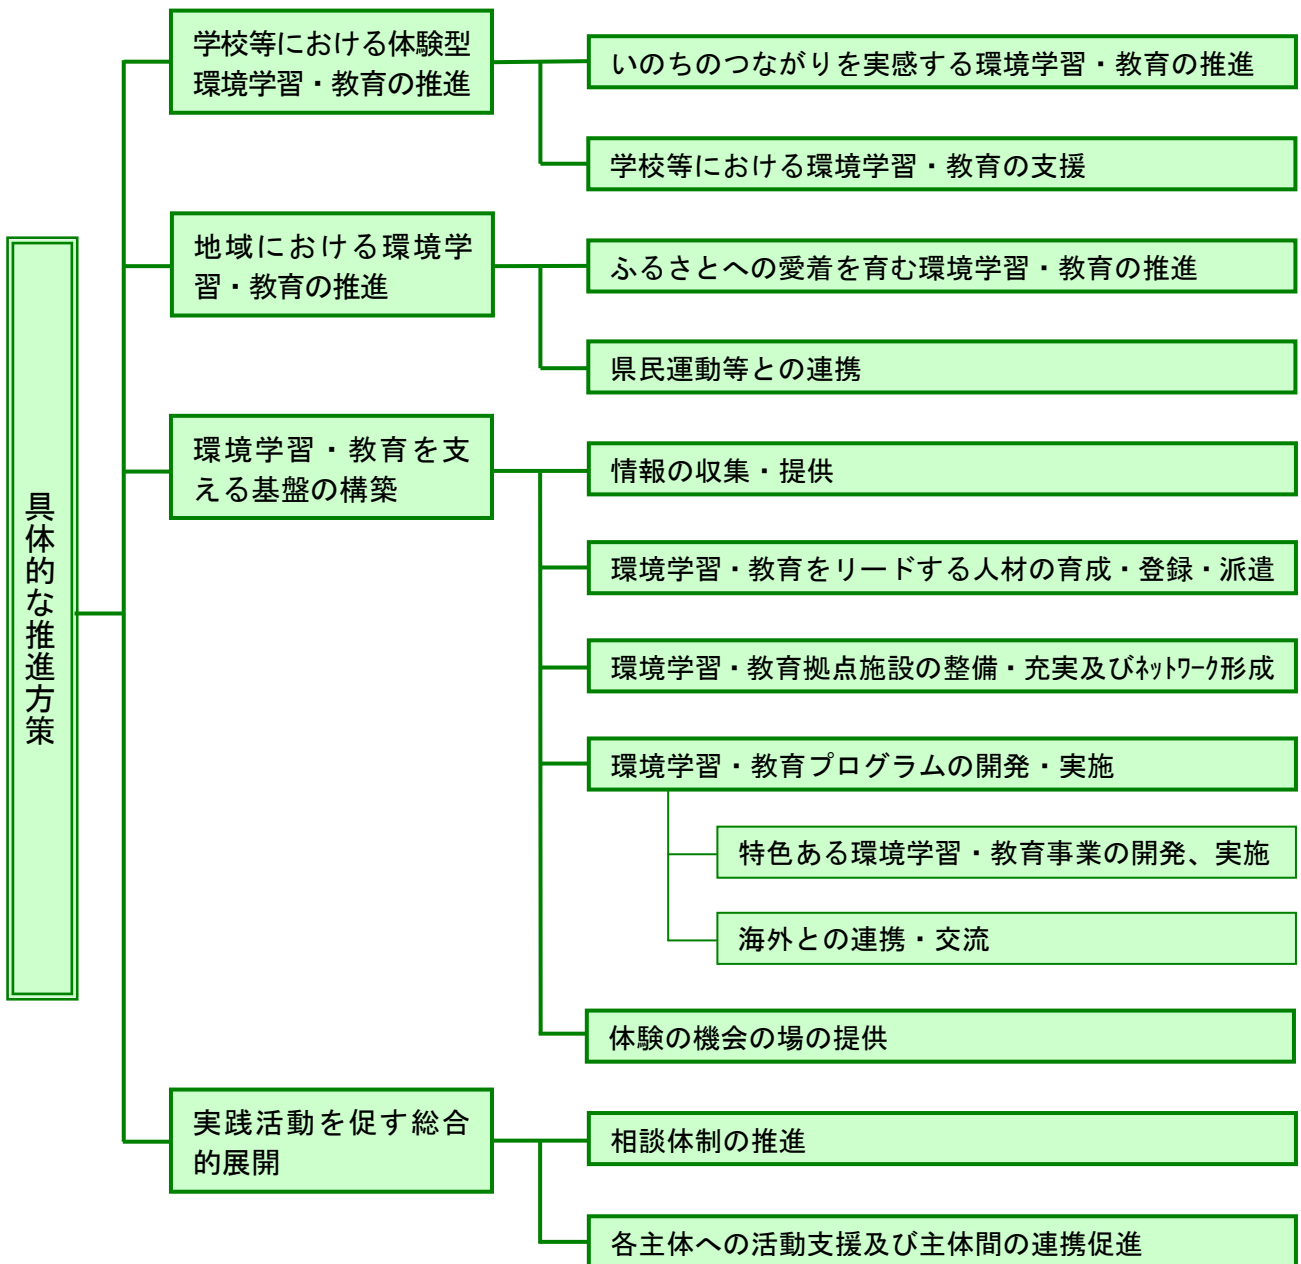 具体的な推進方策
学校等における体験型
環境学習・教育の推進
いのちのつながりを実感する環境学習・教育の推進
学校等における環境学習・教育の支援
地域における環境学
習・教育の推進
ふるさとへの愛着を育む環境学習・教育の推進
県民運動等との連携
環境学習・教育を支
える基盤の構築
情報の収集・提供
環境学習・教育をリードする人材の育成・登録・派遣
環境学習・教育拠点施設の整備・充実及びﾈｯﾄﾜｰｸ形成
環境学習・教育プログラムの開発・実施
特色ある環境学習・教育事業の開発、実施
海外との連携・交流
体験の機会の場の提供
実践活動を促す総合
的展開
相談体制の推進
各主体への活動支援及び主体間の連携促進